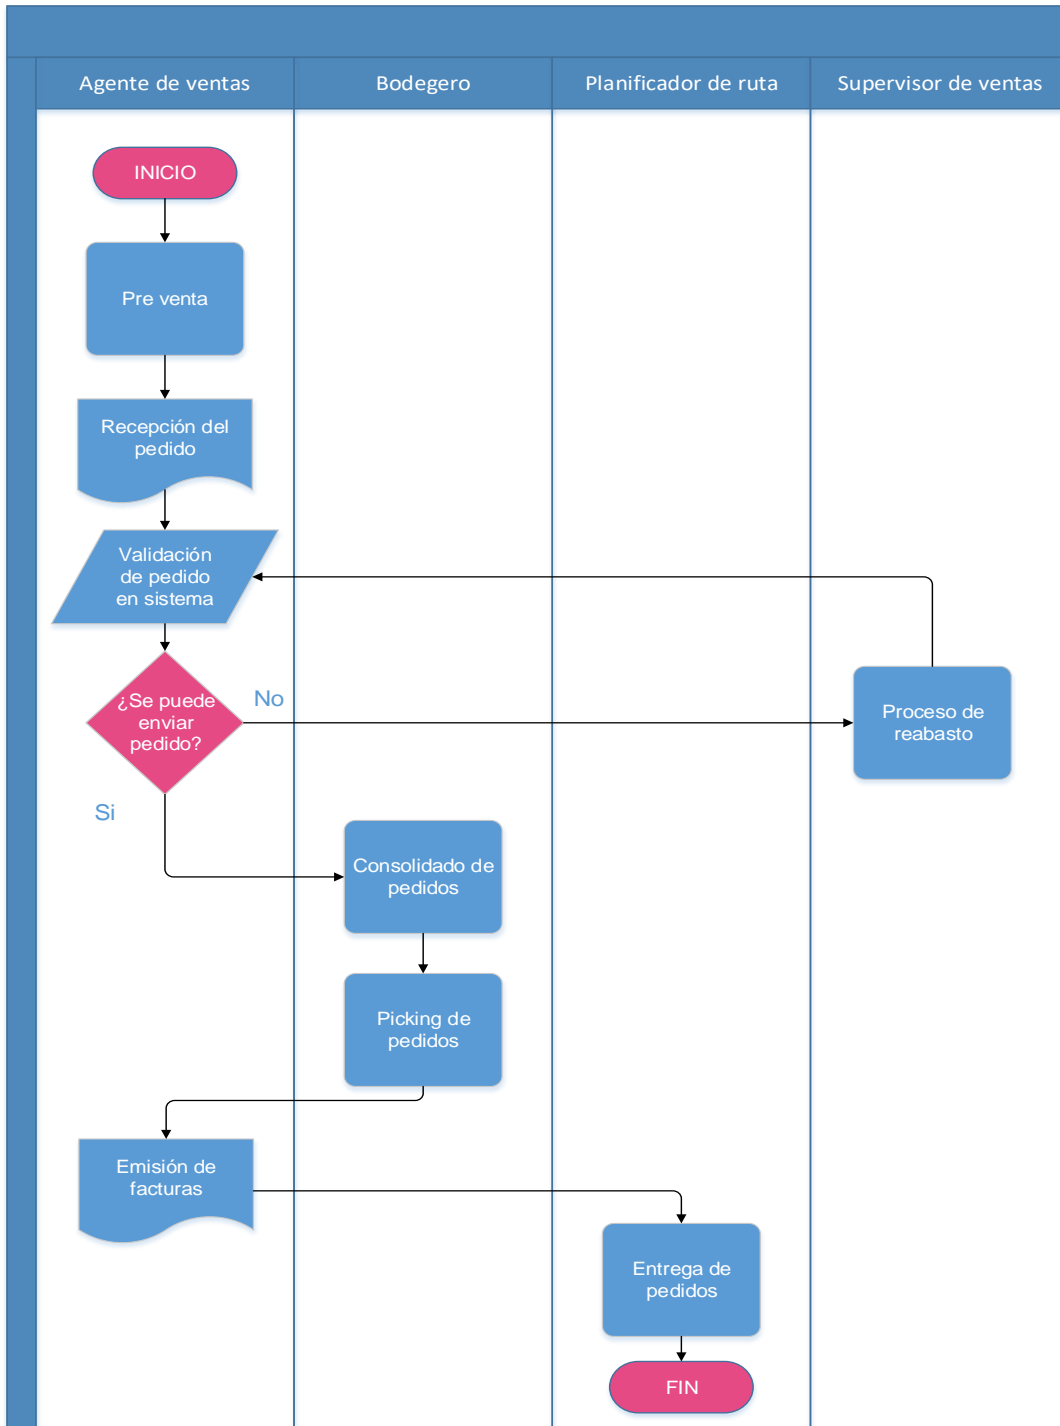 Agente de ventas
Bodegero
Planificador de ruta
Supervisor de ventas
INICIO
Pre venta
Recepción del
pedido
Validación
de pedido
en sistema
¿Se puede
enviar
pedido?
No
Proceso de
reabasto
Si
Consolidado de
pedidos
Picking de
pedidos
Emisión de
facturas
Entrega de
pedidos
FIN